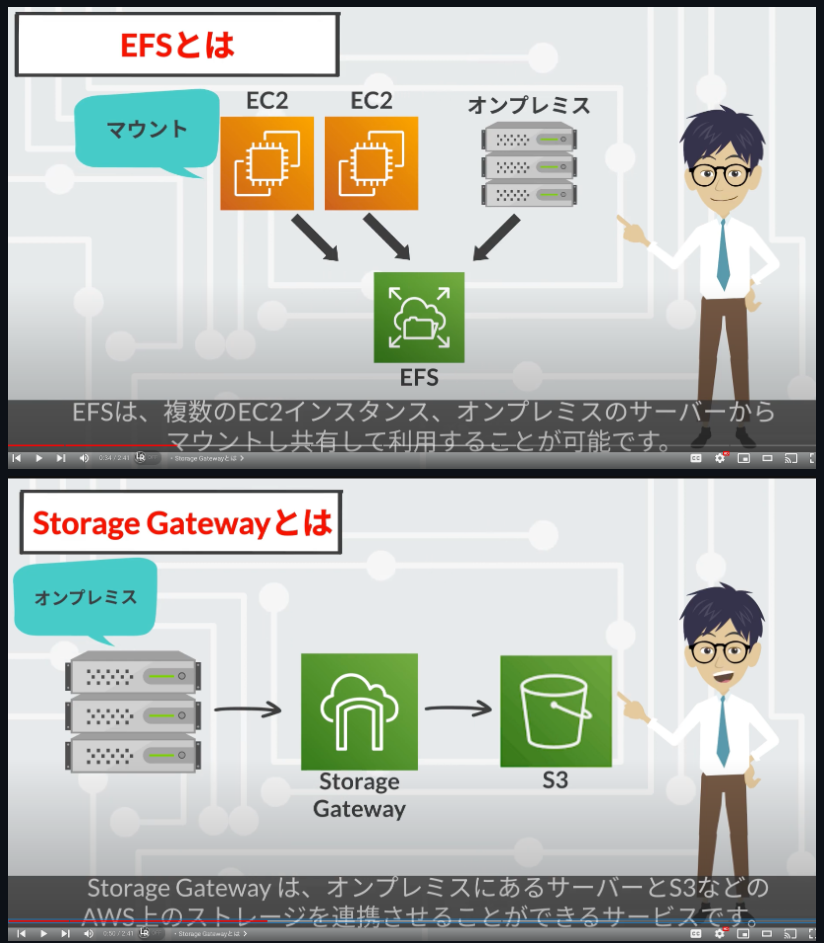 EFSとは
マウント
EC2
EC2
オンプレミス
EFS
EFSは、複数のEC2インスタンス、オンプレミスのサーバーから
マウントし共有して利用することが可能です。
0:34 / 2:41 ・Storage Gatewayとは
Storage Gatewayとは
オンプレミス
Storage
Gateway
S3
Storage Gateway は、オンプレミスにあるサーバーとS3などの
AWS上のストレージを連携させることができるサービスです。
0:50 / 2:41 ・Storage Gatewayとは